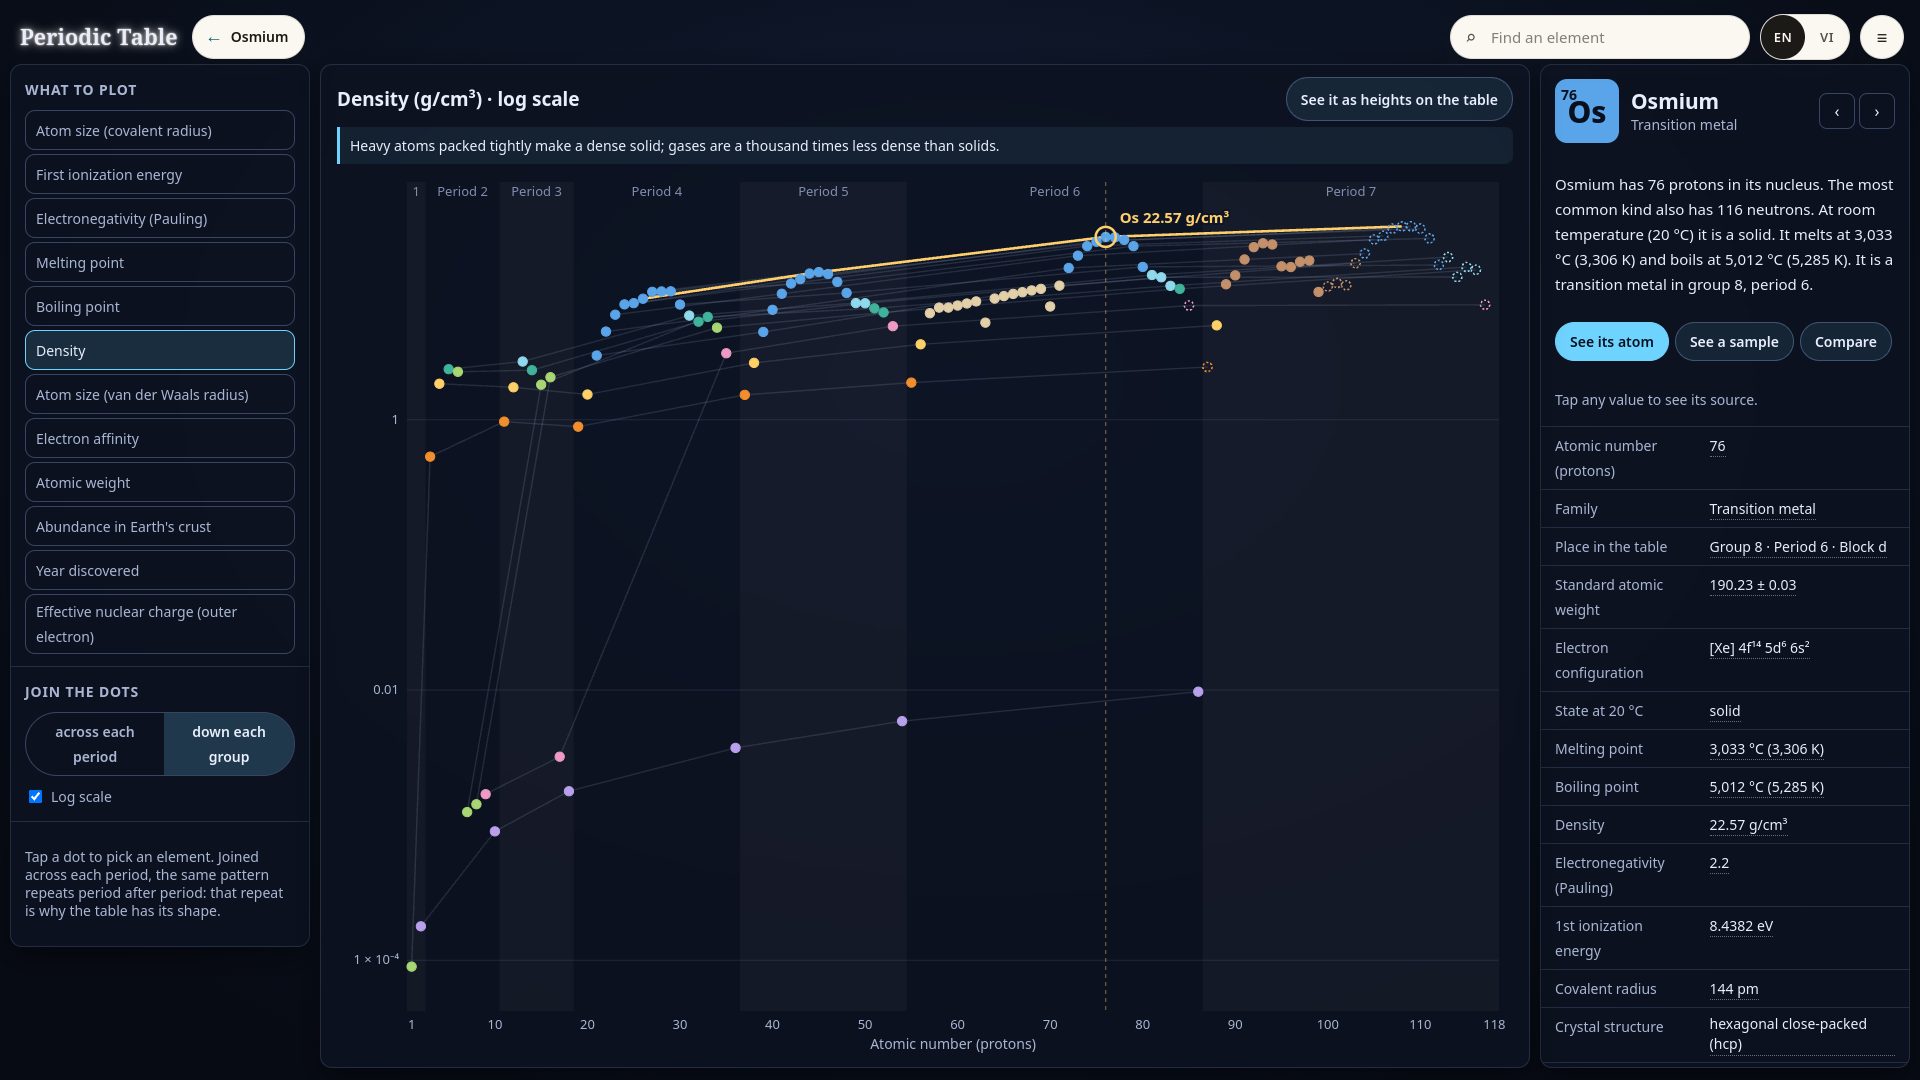 Periodic Table
← Osmium
Find an element
EN
VI
WHAT TO PLOT
Atom size (covalent radius)
First ionization energy
Electronegativity (Pauling)
Melting point
Boiling point
Density
Atom size (van der Waals radius)
Electron affinity
Atomic weight
Abundance in Earth's crust
Year discovered
Effective nuclear charge (outer
electron)
JOIN THE DOTS
across each
period
down each
group
Log scale
Tap a dot to pick an element. Joined
across each period, the same pattern
repeats period after period: that repeat
is why the table has its shape.
Density (g/cm³) · log scale
See it as heights on the table
Heavy atoms packed tightly make a dense solid; gases are a thousand times less dense than solids.
1
Period 2
Period 3
Period 4
Period 5
Period 6
Period 7
Os 22.57 g/cm³
1
0.01
1 × 10⁻⁴
1
10
20
30
40
50
60
70
80
90
100
110
118
Atomic number (protons)
76
Os
Osmium
Transition metal
‹
›
Osmium has 76 protons in its nucleus. The most
common kind also has 116 neutrons. At room
temperature (20 °C) it is a solid. It melts at 3,033
°C (3,306 K) and boils at 5,012 °C (5,285 K). It is a
transition metal in group 8, period 6.
See its atom
See a sample
Compare
Tap any value to see its source.
Atomic number
(protons)
76
Family
Transition metal
Place in the table
Group 8 · Period 6 · Block d
Standard atomic
weight
190.23 ± 0.03
Electron
configuration
[Xe] 4f¹⁴ 5d⁶ 6s²
State at 20 °C
solid
Melting point
3,033 °C (3,306 K)
Boiling point
5,012 °C (5,285 K)
Density
22.57 g/cm³
Electronegativity
(Pauling)
2.2
1st ionization
energy
8.4382 eV
Covalent radius
144 pm
Crystal structure
hexagonal close-packed
(hcp)